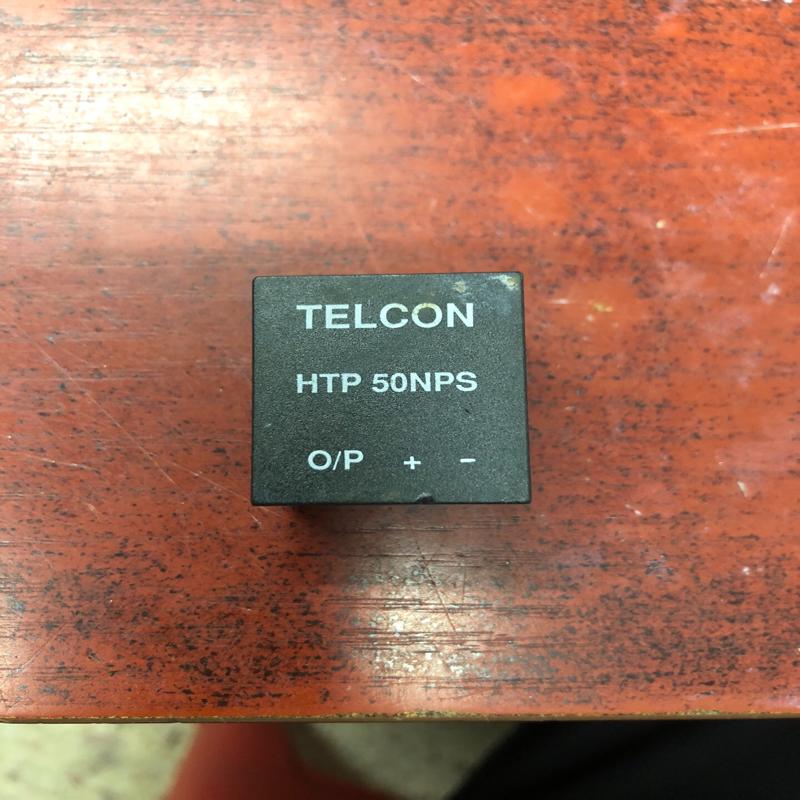 TELCON
HTP 50NPS
O/P + −